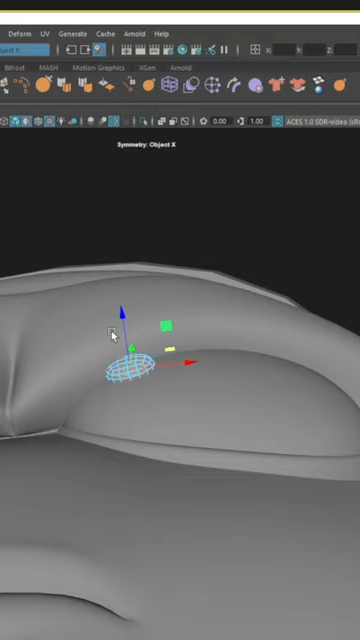 Deform UV Generate Cache Arnold Help
X: Y: Z:
Bifrost MASH Motion Graphics XGen Arnold
0.00 1.00 ACES 1.0 SDR-video
Symmetry: Object X